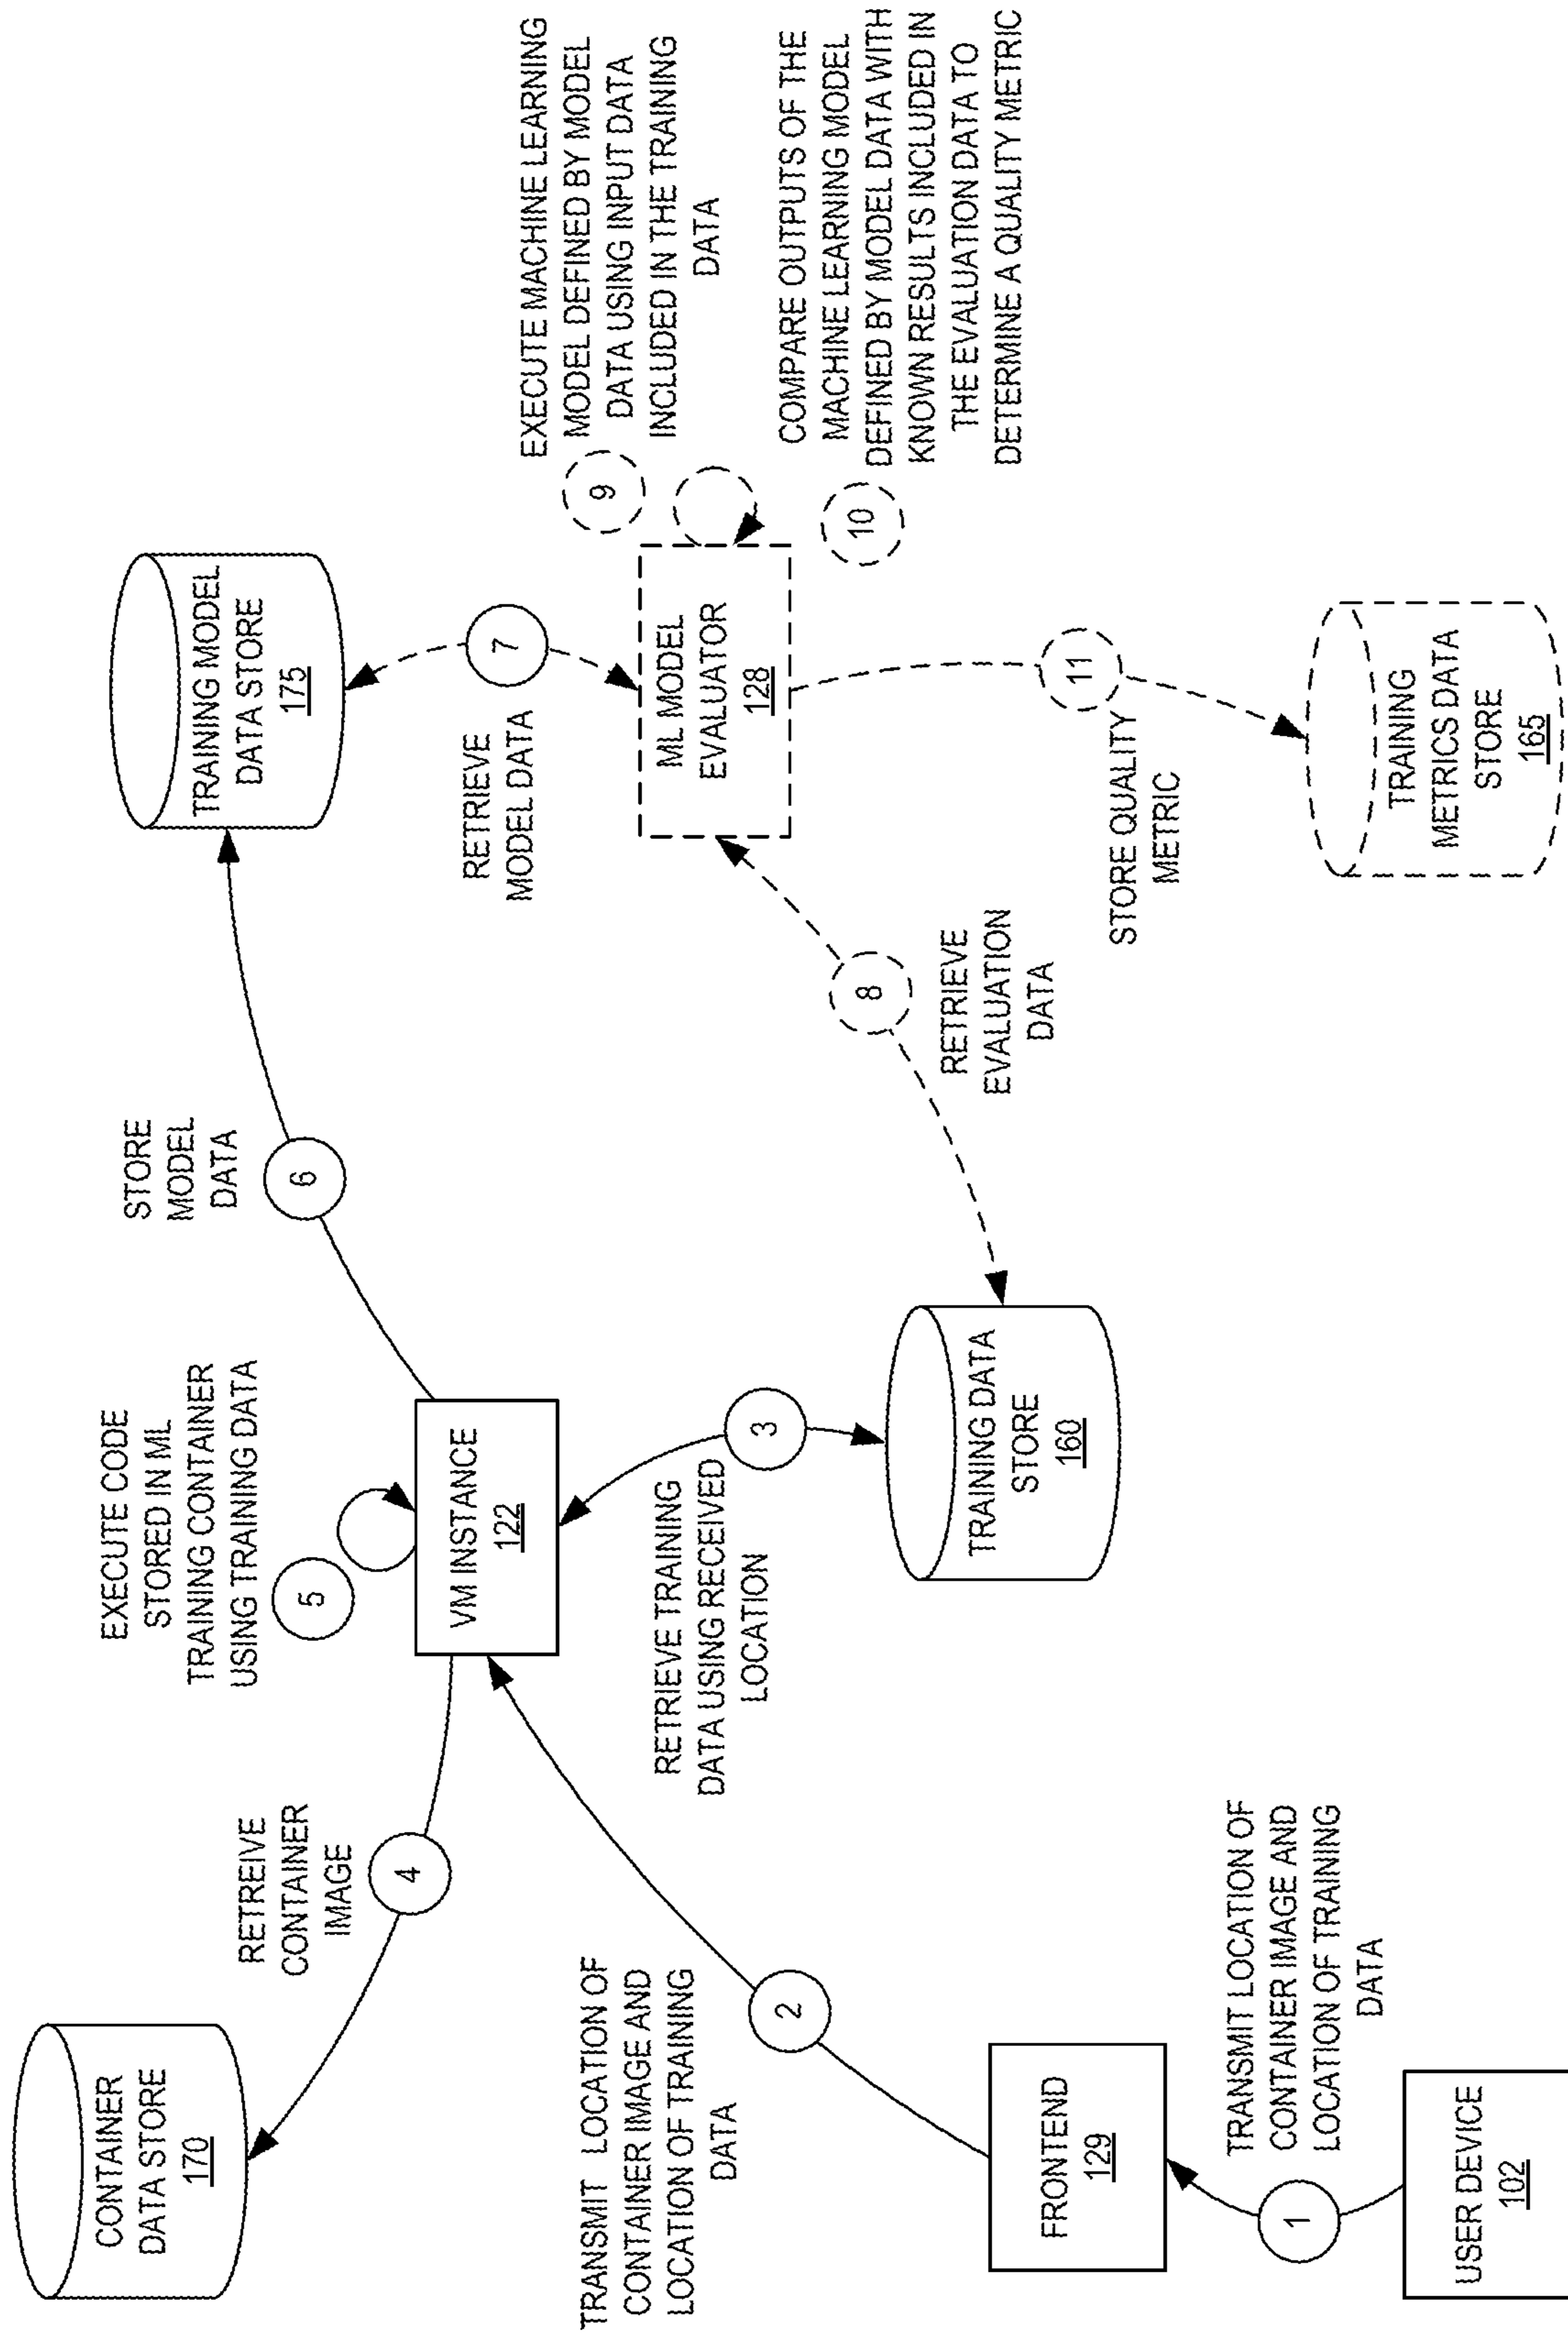 CONTAINER
DATA STORE
170
RETREIVE
CONTAINER
IMAGE
4
EXECUTE CODE
STORED IN ML
TRAINING CONTAINER
USING TRAINING DATA
5
VM INSTANCE
122
STORE
MODEL
DATA
6
TRAINING MODEL
DATA STORE
175
RETRIEVE
MODEL DATA
7
EXECUTE MACHINE LEARNING
MODEL DEFINED BY MODEL
DATA USING INPUT DATA
INCLUDED IN THE TRAINING
DATA
9
ML MODEL
EVALUATOR
128
10
COMPARE OUTPUTS OF THE
MACHINE LEARNING MODEL
DEFINED BY MODEL DATA WITH
KNOWN RESULTS INCLUDED IN
THE EVALUATION DATA TO
DETERMINE A QUALITY METRIC
TRANSMIT LOCATION OF
CONTAINER IMAGE AND
LOCATION OF TRAINING
DATA
2
RETRIEVE TRAINING
DATA USING RECEIVED
LOCATION
3
8
RETRIEVE
EVALUATION
DATA
11
STORE QUALITY
METRIC
FRONTEND
129
TRAINING DATA
STORE
160
TRANSMIT LOCATION OF
CONTAINER IMAGE AND
LOCATION OF TRAINING
DATA
1
USER DEVICE
102
TRAINING
METRICS DATA
STORE
165